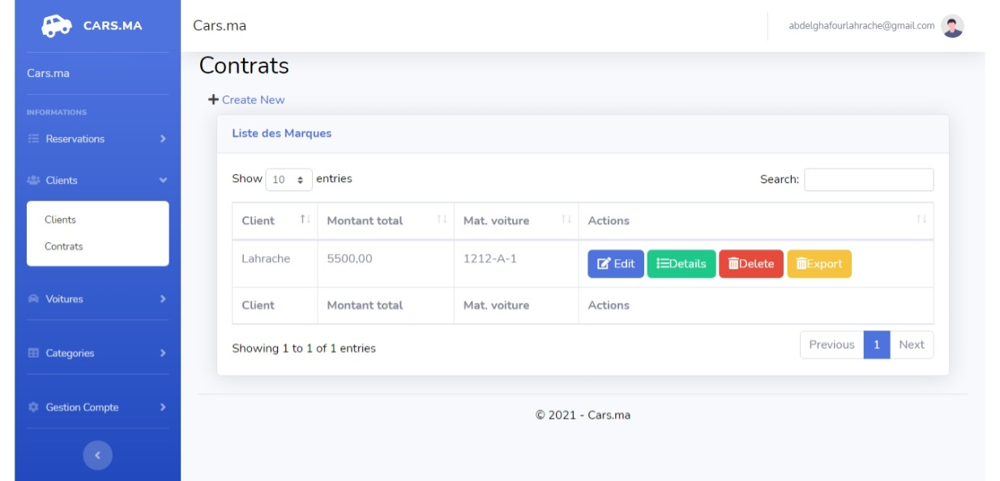 CARS.MA
Cars.ma
abdelghafourlahrache@gmail.com
Cars.ma
INFORMATIONS
Reservations
Clients
Clients
Contrats
Voitures
Categories
Gestion Compte
Contrats
Create New
Liste des Marques
Show 10 entries
Search:
Client Montant total Mat. voiture Actions
Lahrache 5500,00 1212-A-1 Edit Details Delete Export
Client Montant total Mat. voiture Actions
Showing 1 to 1 of 1 entries
Previous 1 Next
© 2021 - Cars.ma